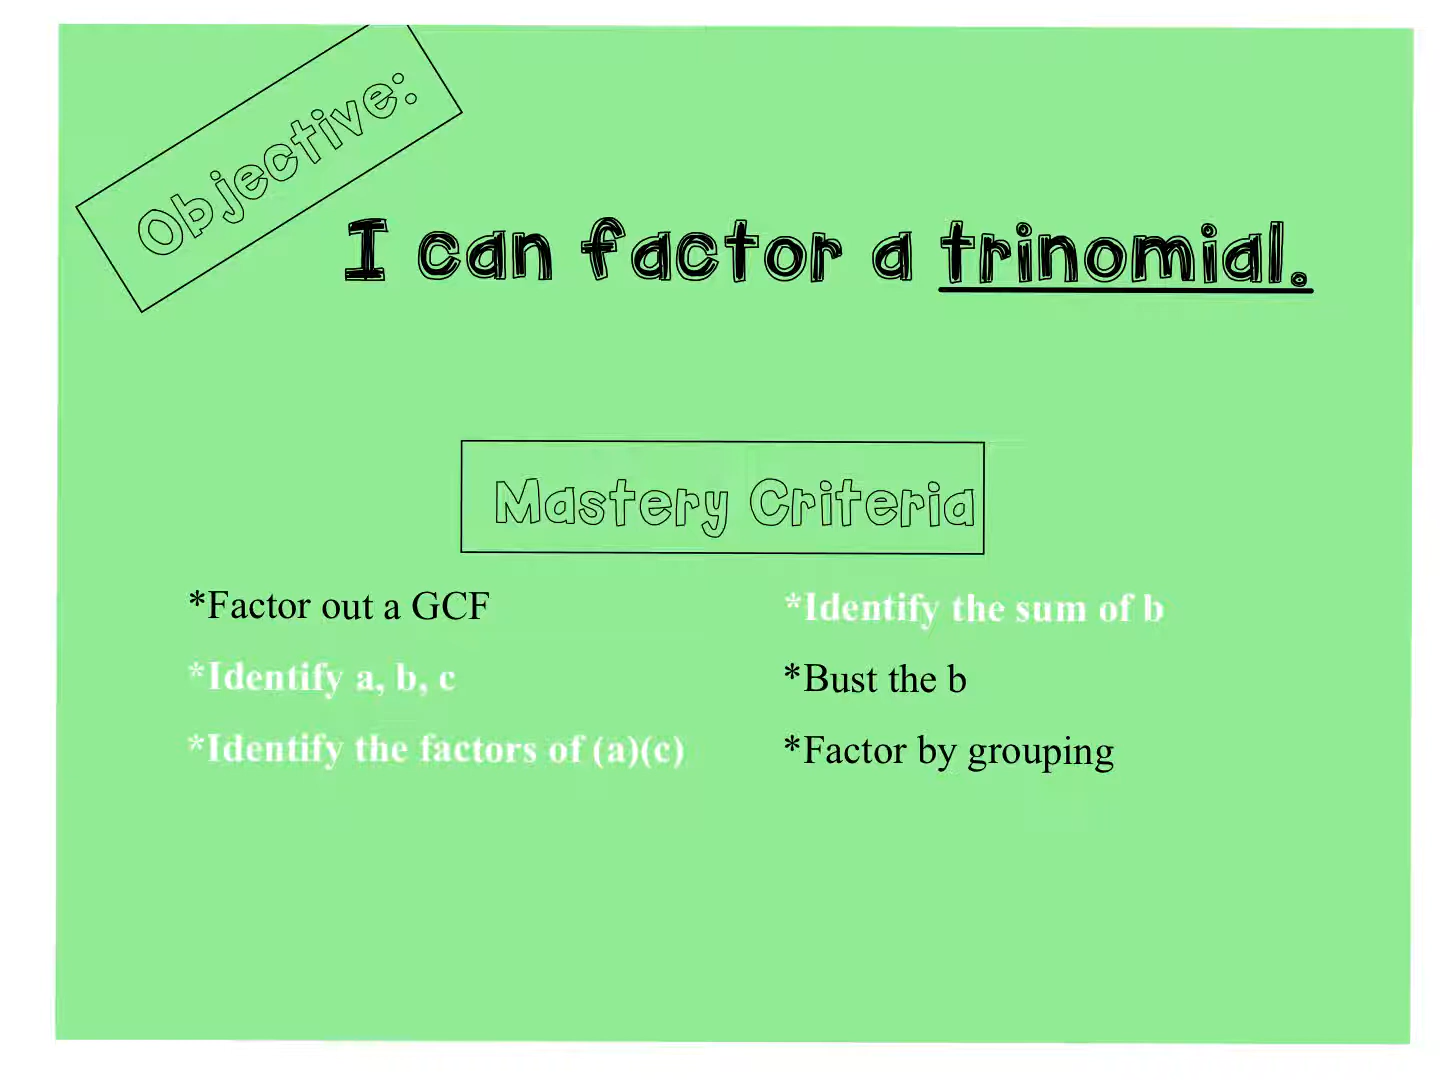 Objective:
I can factor a trinomial.
Mastery Criteria
*Factor out a GCF
*Identify a, b, c
*Identify the factors of (a)(c)
*Identify the sum of b
*Bust the b
*Factor by grouping